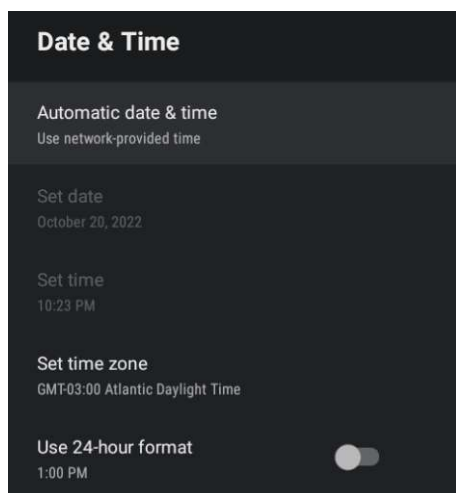 Date & Time
Automatic date & time
Use network-provided time
Set date
October 20, 2022
Set time
10:23 PM
Set time zone
GMT-03:00 Atlantic Daylight Time
Use 24-hour format
1:00 PM